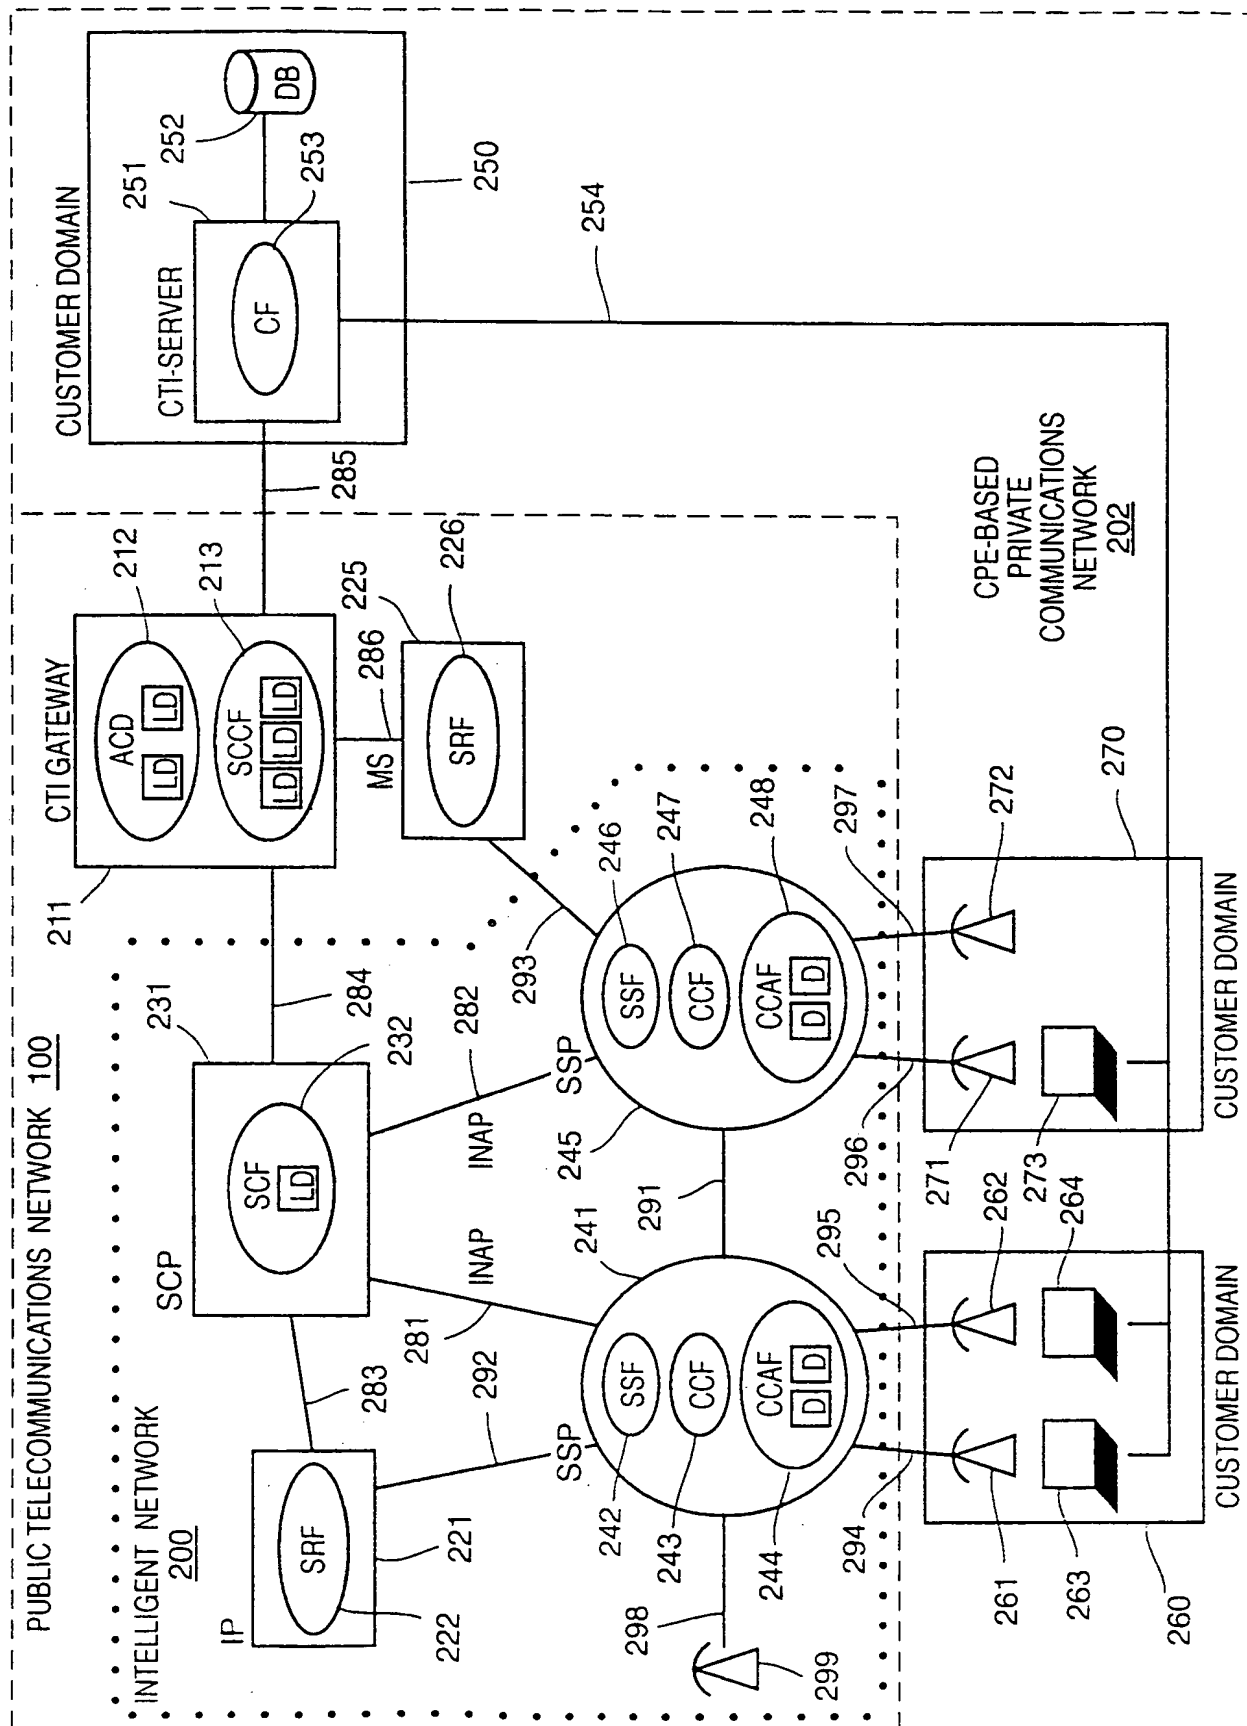 PUBLIC TELECOMMUNICATIONS NETWORK 100
INTELLIGENT NETWORK
200
IP
SRF
222
221
283
292
SCP
231
SCF
LD
232
284
281
INAP
282
INAP
211
CTI GATEWAY
ACD
LD
LD
212
SCCF
LD
LD
LD
213
285
MS
286
225
SRF
226
293
CUSTOMER DOMAIN
CTI-SERVER
251
CF
253
252
DB
250
254
SSP
241
SSF
242
CCF
243
CCAF
D
D
244
291
SSP
245
SSF
246
CCF
247
CCAF
D
D
248
298
299
294
295
296
297
CPE-BASED
PRIVATE
COMMUNICATIONS
NETWORK
202
261
262
263
264
260
CUSTOMER DOMAIN
271
272
273
270
CUSTOMER DOMAIN